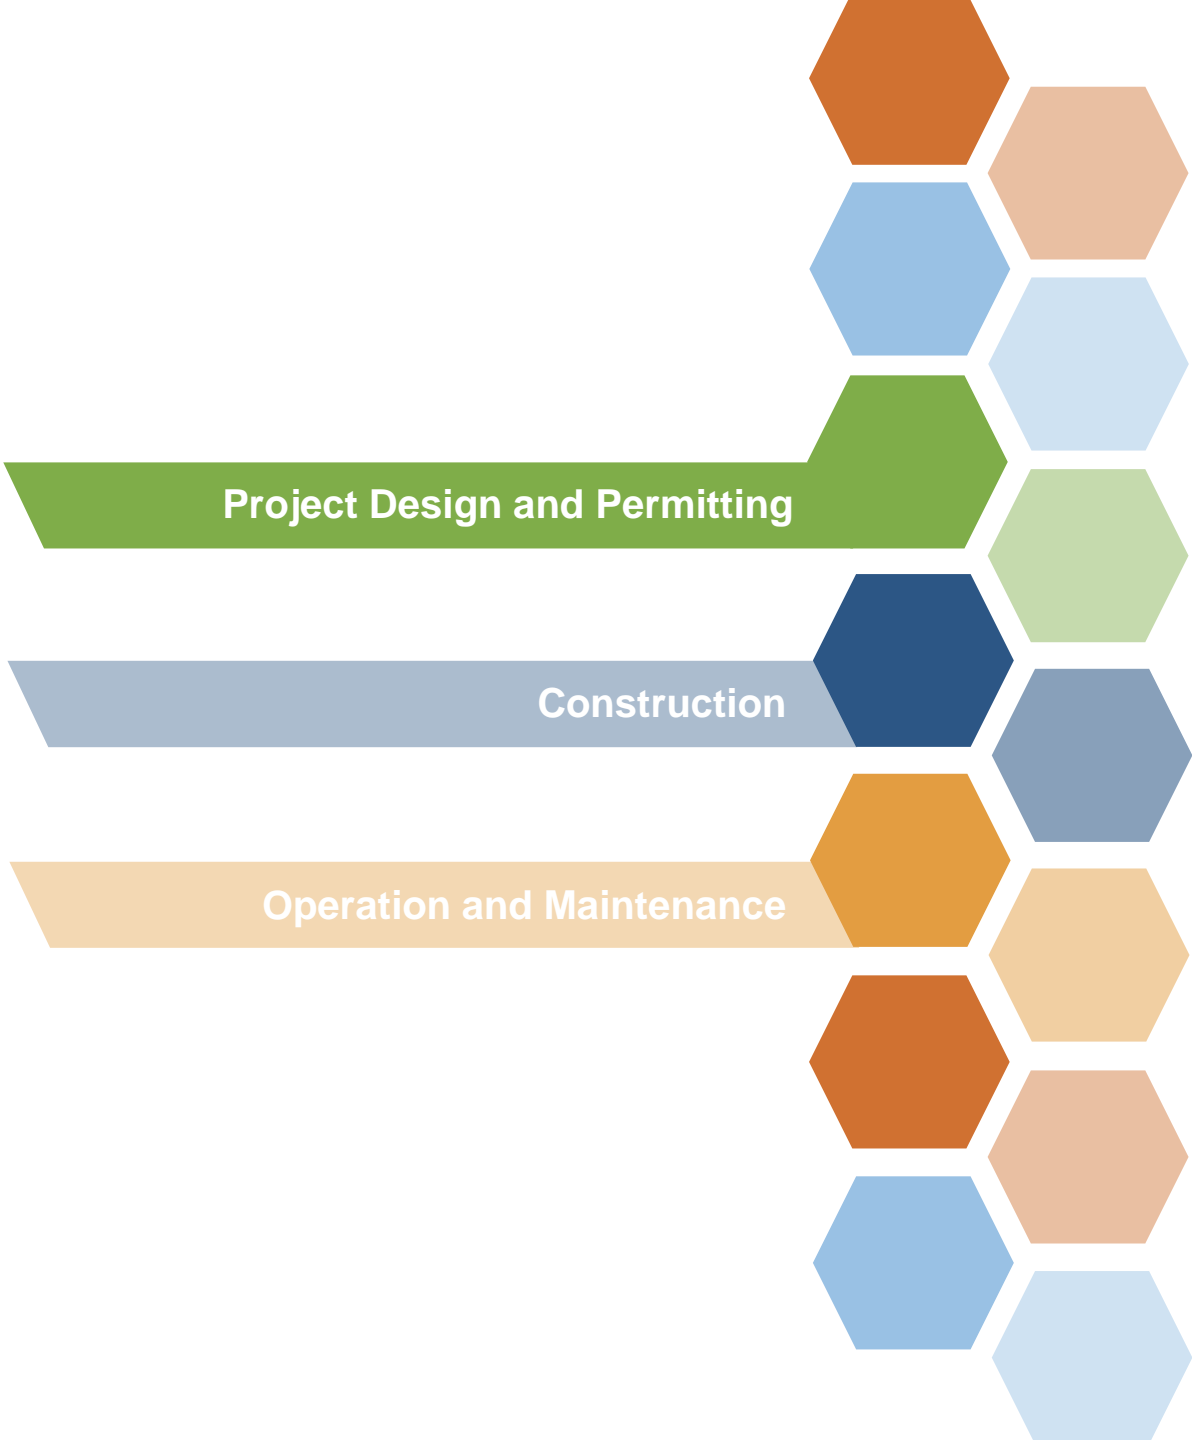 Project Design and Permitting
Construction
Operation and Maintenance